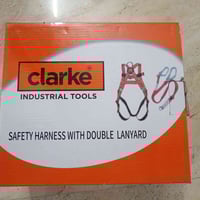 clarke®
INDUSTRIAL TOOLS
SAFETY HARNESS WITH DOUBLE LANYARD